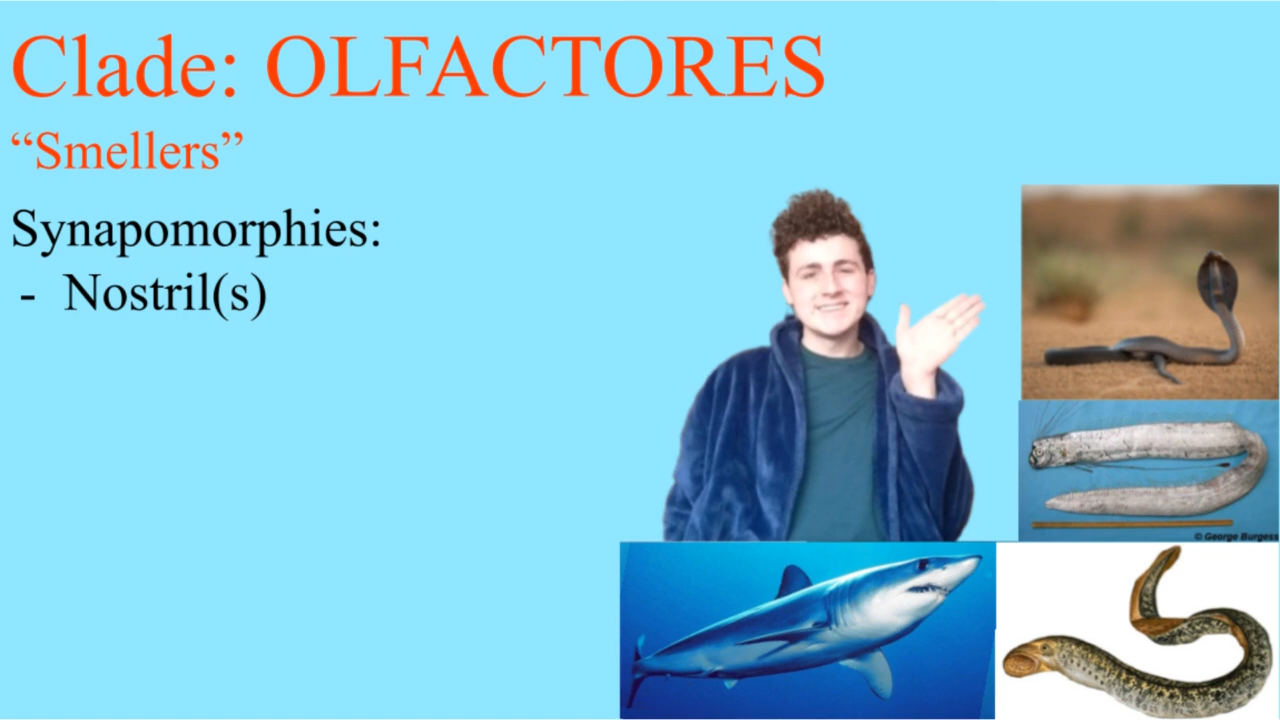 Clade: OLFACTORES
“Smellers”
Synapomorphies:
- Nostril(s)
© George Burgess